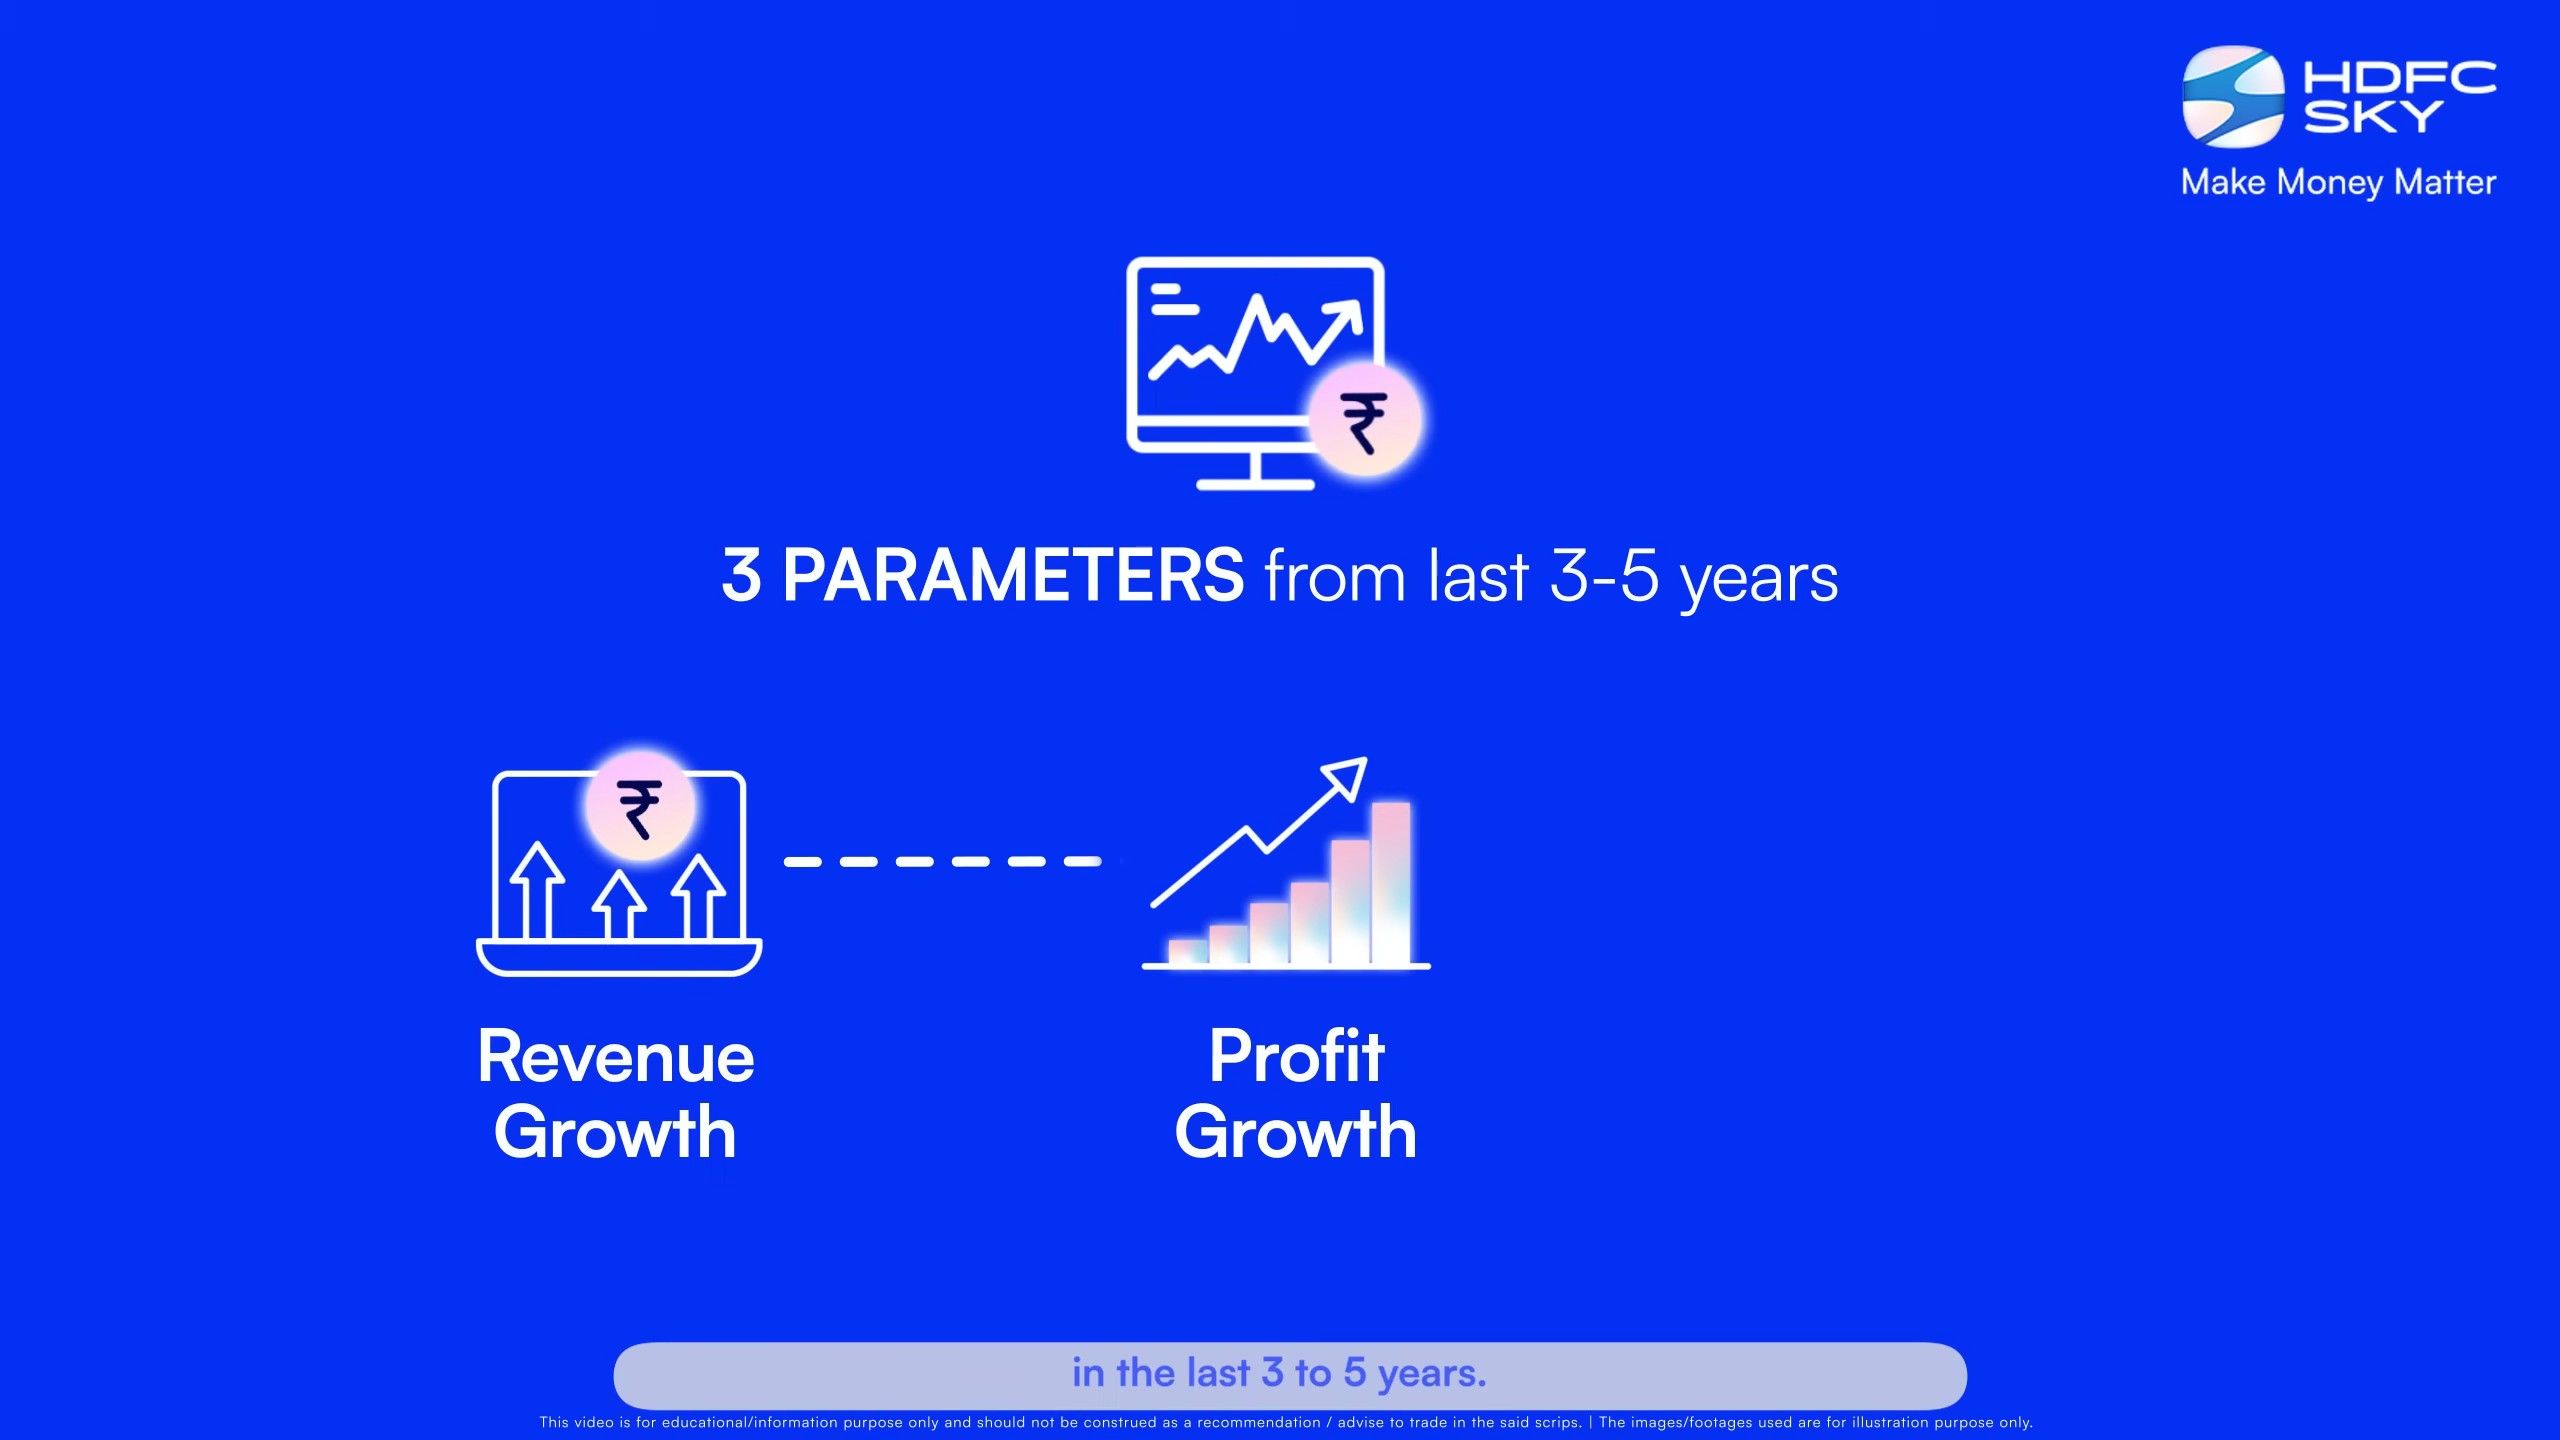 HDFC
SKY
Make Money Matter
₹
3 PARAMETERS from last 3-5 years
₹
Revenue
Growth
Profit
Growth
in the last 3 to 5 years.
This video is for educational/information purpose only and should not be construed as a recommendation / advise to trade in the said scrips. | The images/footages used are for illustration purpose only.